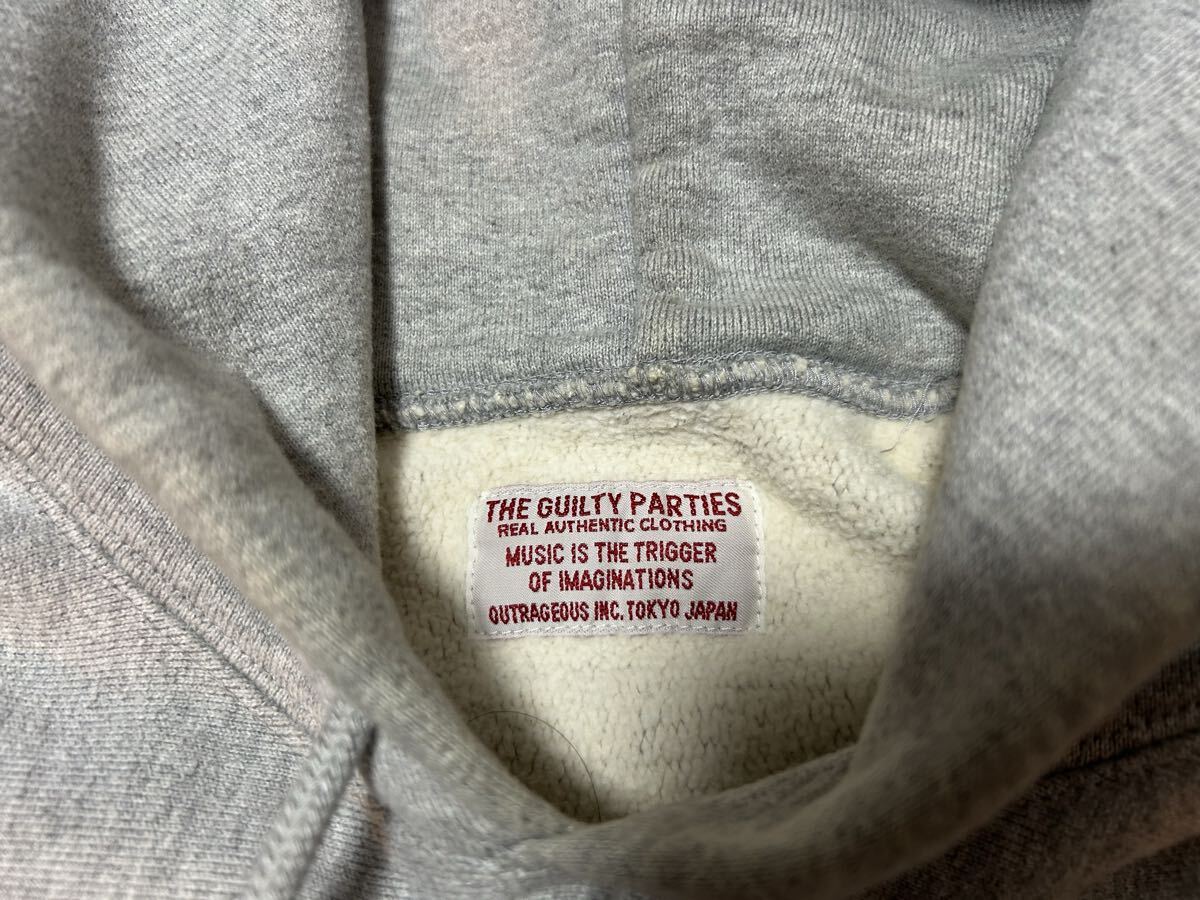 THE GUILTY PARTIES
REAL AUTHENTIC CLOTHING
MUSIC IS THE TRIGGER
OF IMAGINATIONS
OUTRAGEOUS INC. TOKYO JAPAN